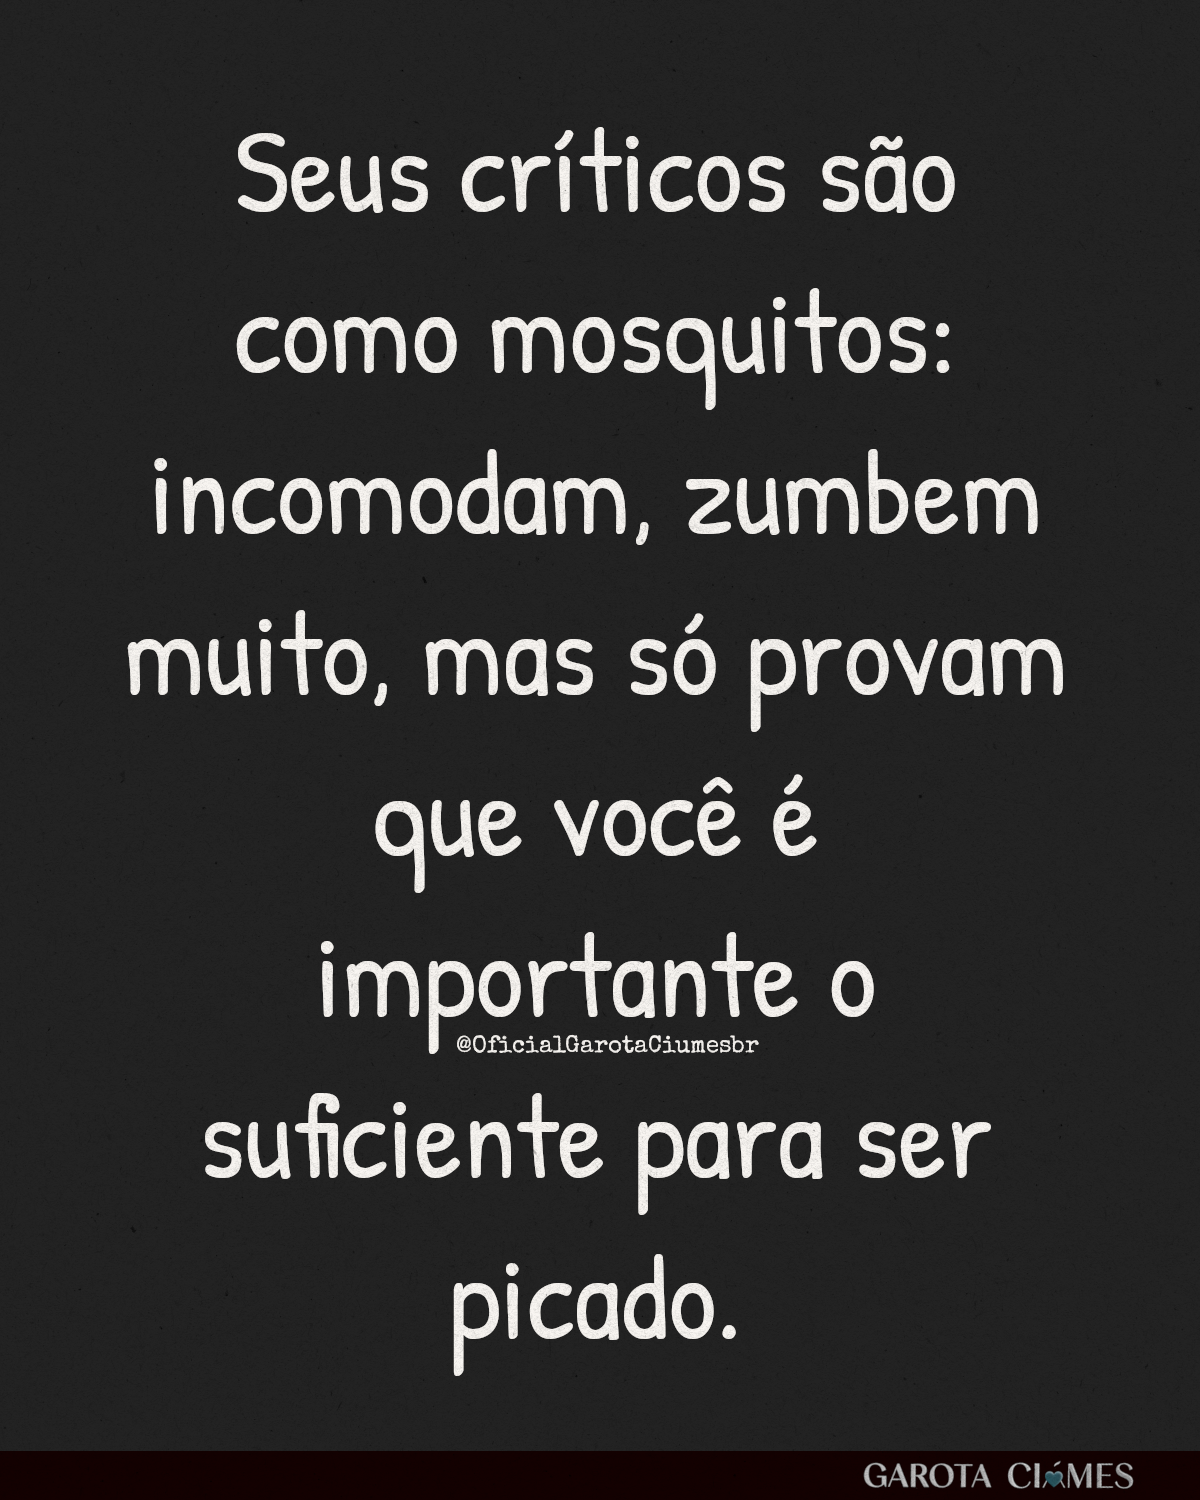 Seus críticos são
como mosquitos:
incomodam, zumbem
muito, mas só provam
que você é
importante o
@OficialGarotaCiumesbr
suficiente para ser
picado.
GAROTA CIÚMES